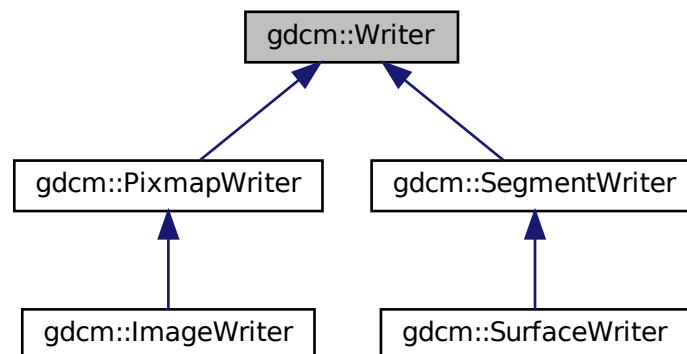 gdcm::Writer
gdcm::PixmapWriter
gdcm::SegmentWriter
gdcm::ImageWriter
gdcm::SurfaceWriter